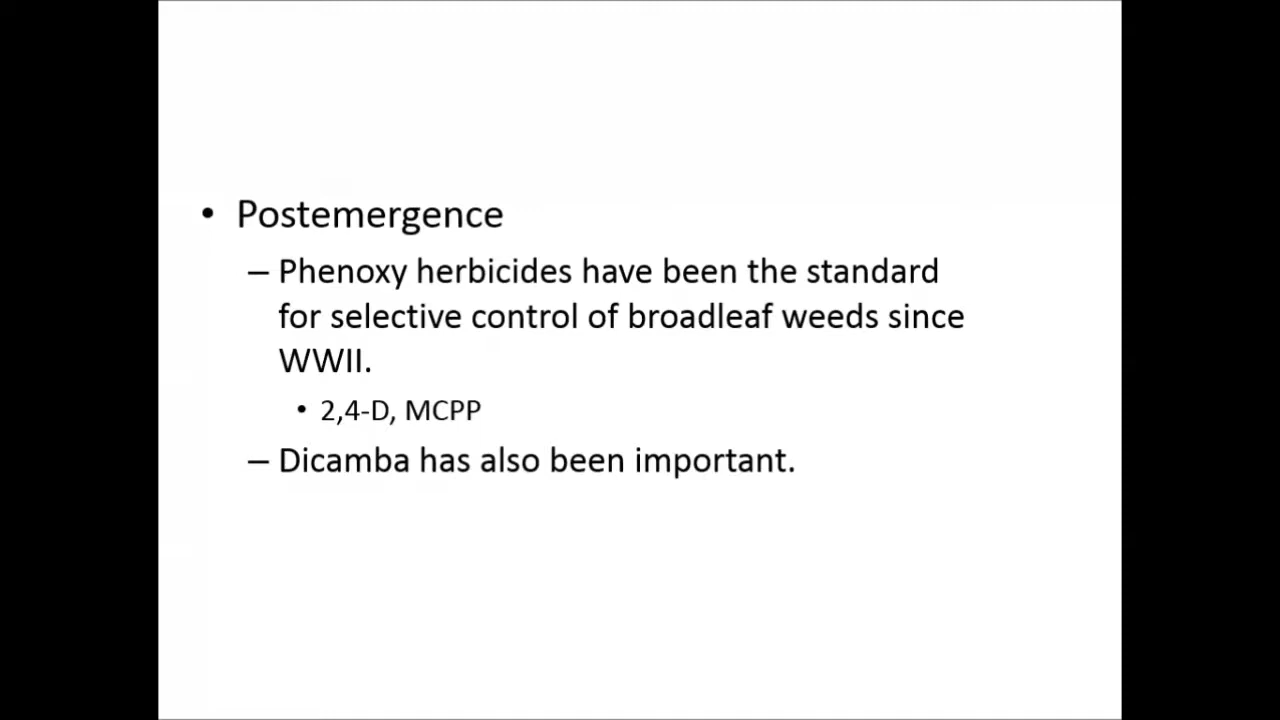 • Postemergence
– Phenoxy herbicides have been the standard
for selective control of broadleaf weeds since
WWII.
• 2,4-D, MCPP
– Dicamba has also been important.